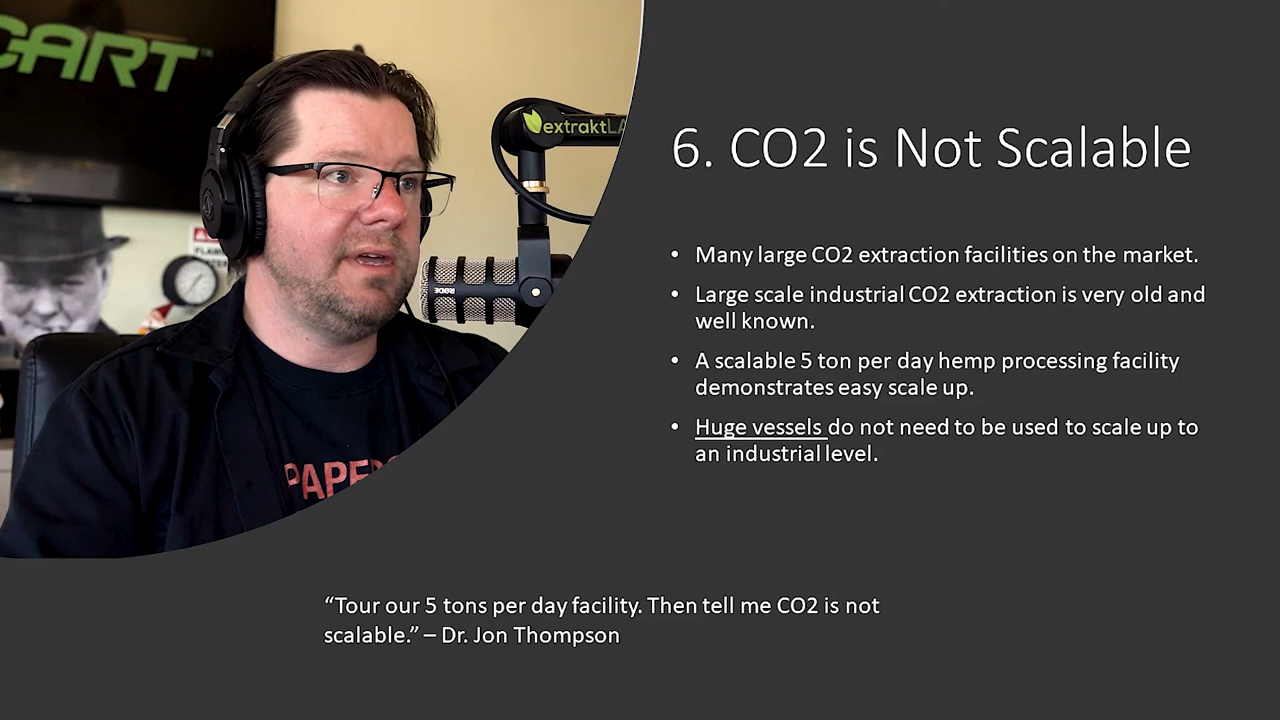 CART™
extraktLA
RODE
PAPER
6. CO2 is Not Scalable
• Many large CO2 extraction facilities on the market.
• Large scale industrial CO2 extraction is very old and
well known.
• A scalable 5 ton per day hemp processing facility
demonstrates easy scale up.
• Huge vessels do not need to be used to scale up to
an industrial level.
“Tour our 5 tons per day facility. Then tell me CO2 is not
scalable.” – Dr. Jon Thompson